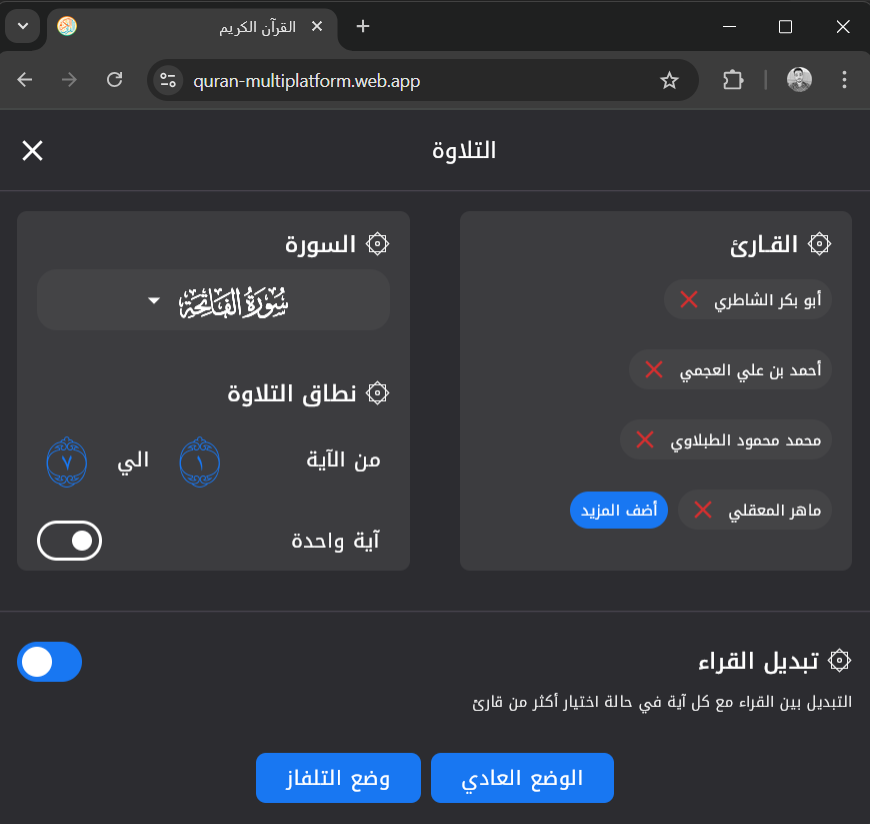 القرآن الكريم
quran-multiplatform.web.app
التلاوة
القـارئ
أبو بكر الشاطري
أحمد بن علي العجمي
محمد محمود الطبلاوي
ماهر المعقلي أضف المزيد
السورة
سُورَةُ الفَاتِحَة
نطاق التلاوة
من الآية ١ الي ٧
آية واحدة
تبديل القراء
التبديل بين القراء مع كل آية في حالة اختيار أكثر من قارئ
الوضع العادي وضع التلفاز